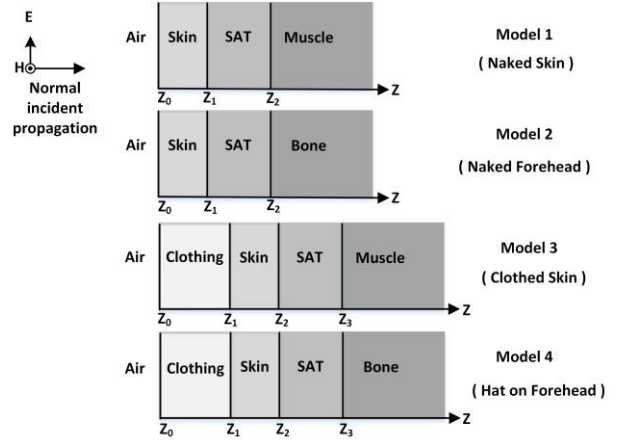 E
H
Normal
incident
propagation
Air Skin SAT Muscle
Z0 Z1 Z2 Z
Model 1
( Naked Skin )
Air Skin SAT Bone
Z0 Z1 Z2 Z
Model 2
( Naked Forehead )
Air Clothing Skin SAT Muscle
Z0 Z1 Z2 Z3 Z
Model 3
( Clothed Skin )
Air Clothing Skin SAT Bone
Z0 Z1 Z2 Z3 Z
Model 4
( Hat on Forehead )